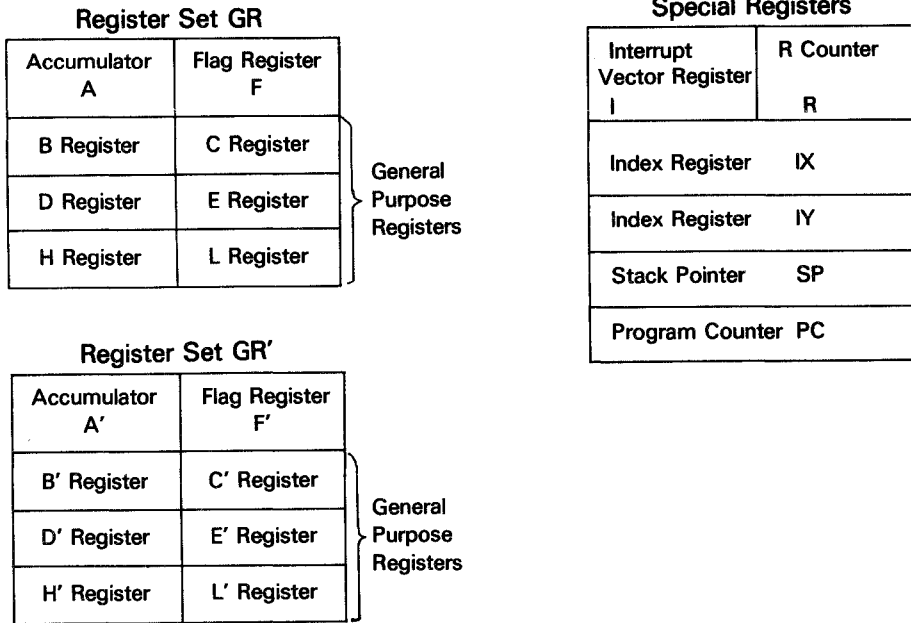 Register Set GR
Accumulator
A
Flag Register
F
B Register
C Register
D Register
E Register
H Register
L Register
General
Purpose
Registers
Special Registers
Interrupt
Vector Register
I
R Counter
R
Index Register IX
Index Register IY
Stack Pointer SP
Program Counter PC
Register Set GR′
Accumulator
A′
Flag Register
F′
B′ Register
C′ Register
D′ Register
E′ Register
H′ Register
L′ Register
General
Purpose
Registers